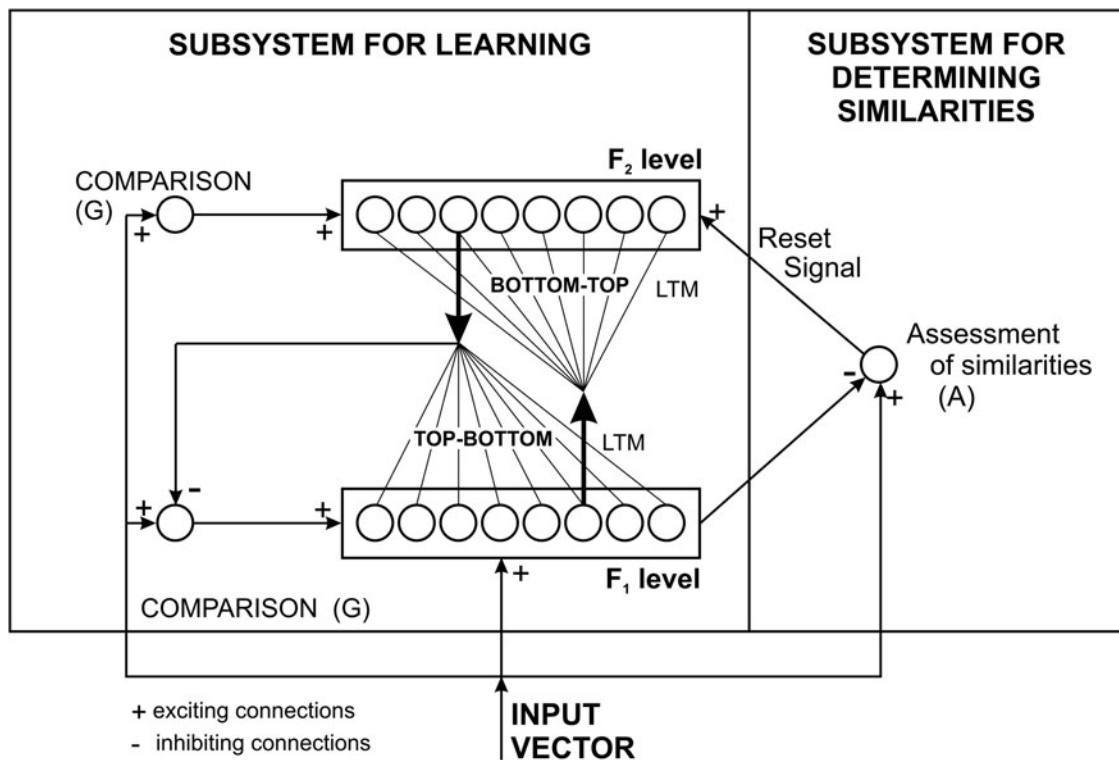 SUBSYSTEM FOR LEARNING
SUBSYSTEM FOR
DETERMINING
SIMILARITIES
F₂ level
COMPARISON
(G)
+
+
+
Reset
Signal
BOTTOM-TOP
LTM
Assessment
of similarities
(A)
-
+
TOP-BOTTOM
LTM
-
+
+
+
F₁ level
COMPARISON (G)
+ exciting connections
- inhibiting connections
INPUT
VECTOR